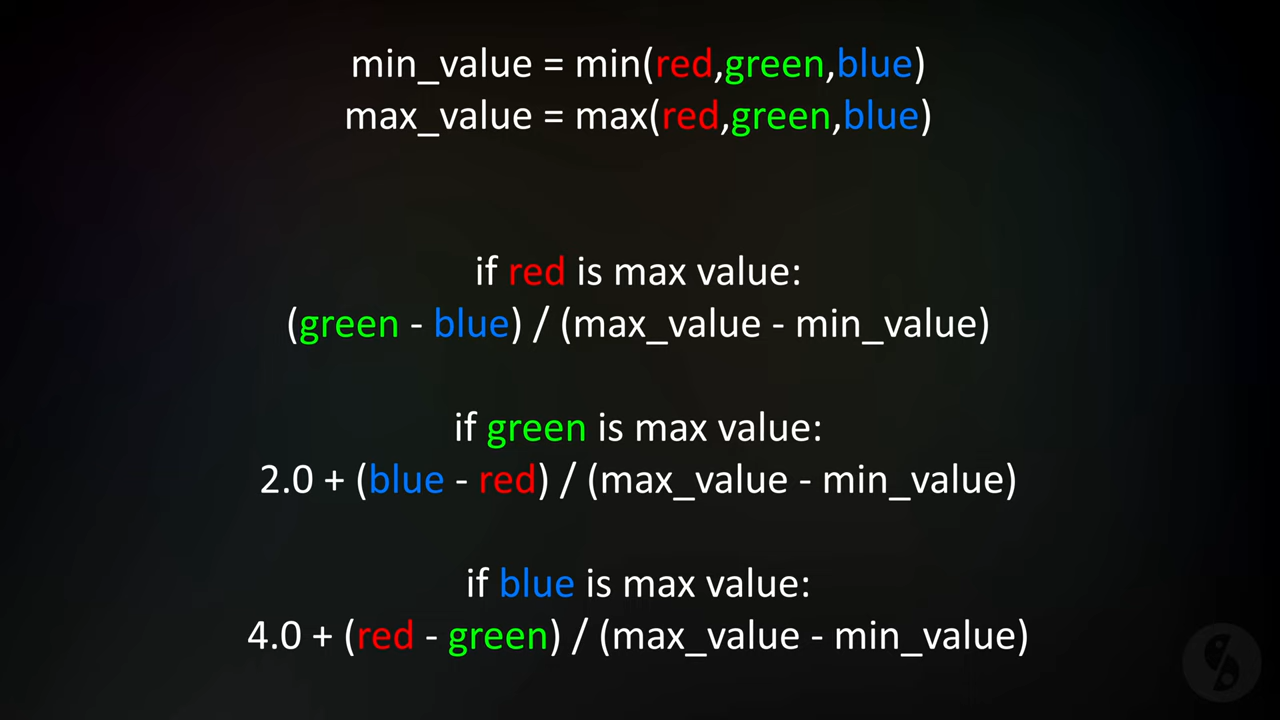 min_value = min(red,green,blue)
max_value = max(red,green,blue)
if red is max value:
(green - blue) / (max_value - min_value)
if green is max value:
2.0 + (blue - red) / (max_value - min_value)
if blue is max value:
4.0 + (red - green) / (max_value - min_value)